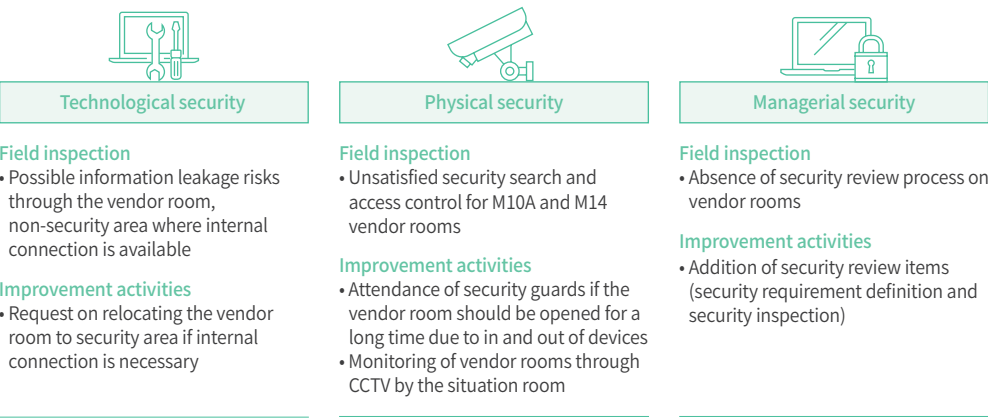 Technological security
Field inspection
• Possible information leakage risks
through the vendor room,
non-security area where internal
connection is available
Improvement activities
• Request on relocating the vendor
room to security area if internal
connection is necessary
Physical security
Field inspection
• Unsatisfied security search and
access control for M10A and M14
vendor rooms
Improvement activities
• Attendance of security guards if the
vendor room should be opened for a
long time due to in and out of devices
• Monitoring of vendor rooms through
CCTV by the situation room
Managerial security
Field inspection
• Absence of security review process on
vendor rooms
Improvement activities
• Addition of security review items
(security requirement definition and
security inspection)